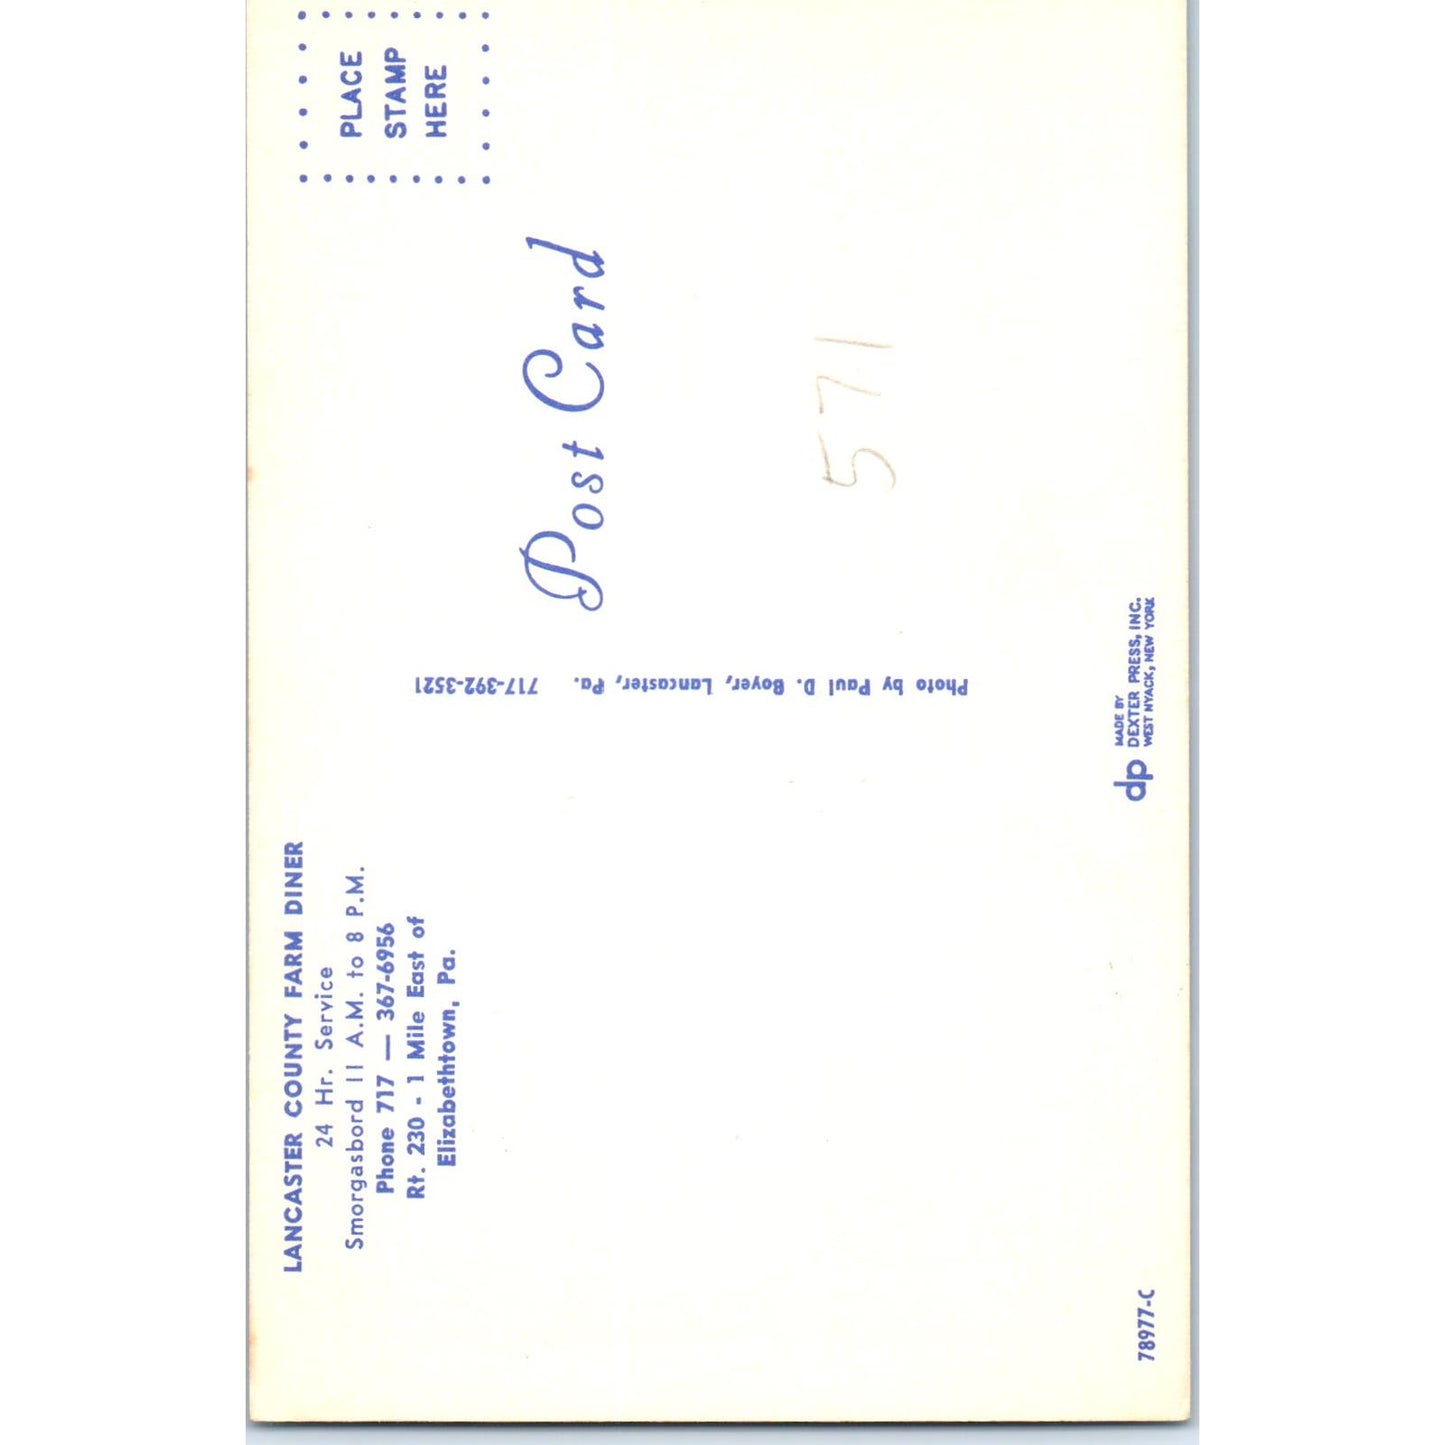 LANCASTER COUNTY FARM DINER
24 Hr. Service
Smorgasbord 11 A.M. to 8 P.M.
Phone 717 — 367-6956
Rt. 230 - 1 Mile East of
Elizabethtown, Pa.
PLACE
STAMP
HERE
Post Card
571
Photo by Paul D. Boyer, Lancaster, Pa. 717-392-3521
dp
MADE BY
DEXTER PRESS, INC.
WEST NYACK, NEW YORK
78977-C